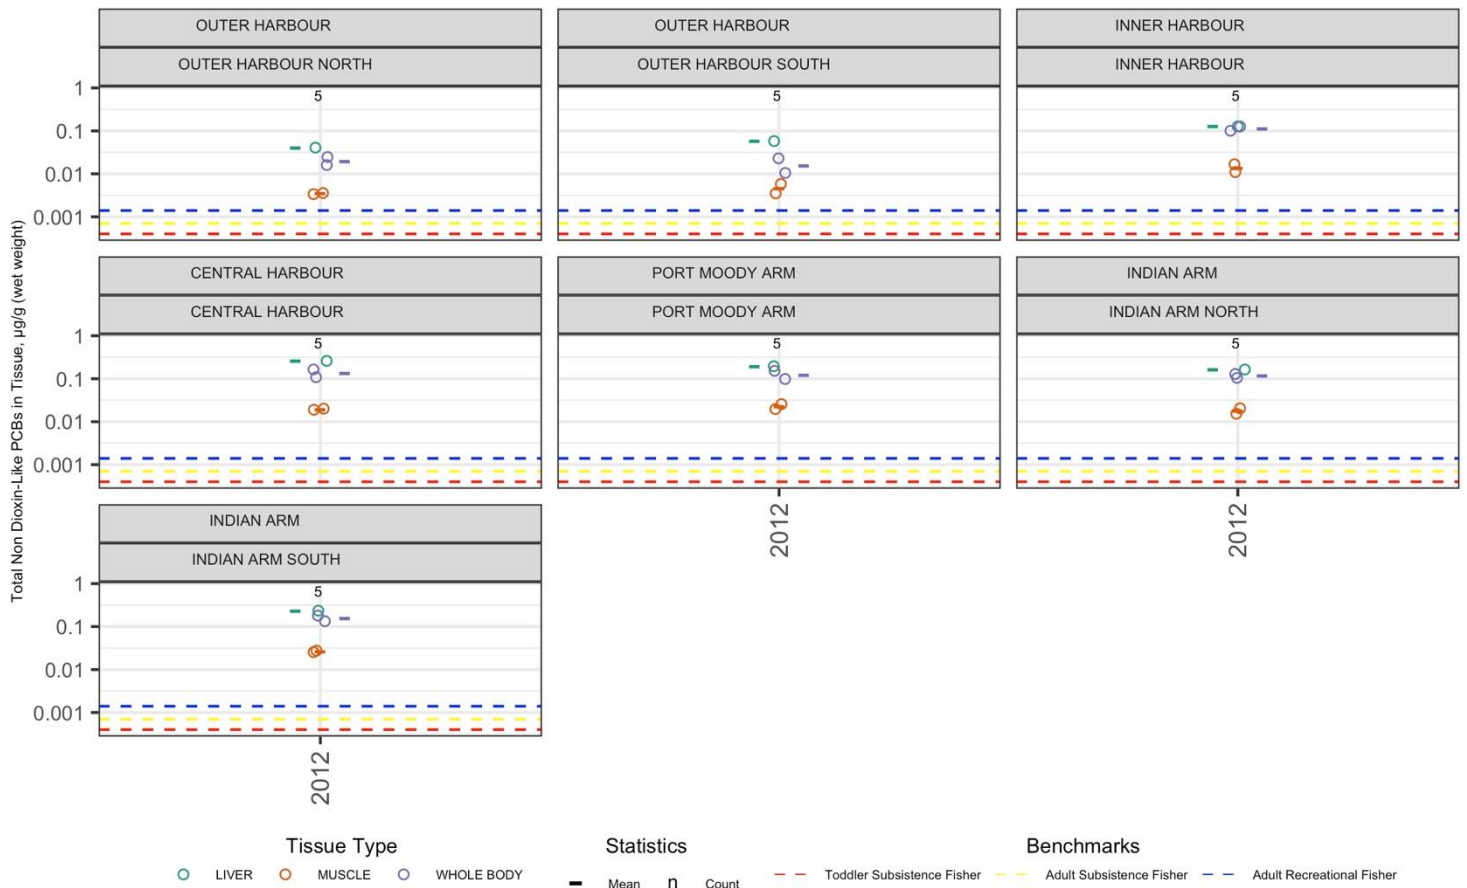 Total Non Dioxin-Like PCBs in Tissue, µg/g (wet weight)
OUTER HARBOUR
OUTER HARBOUR NORTH
5
1
0.1
0.01
0.001
OUTER HARBOUR
OUTER HARBOUR SOUTH
5
INNER HARBOUR
INNER HARBOUR
5
CENTRAL HARBOUR
CENTRAL HARBOUR
5
1
0.1
0.01
0.001
PORT MOODY ARM
PORT MOODY ARM
5
2012
INDIAN ARM
INDIAN ARM NORTH
5
2012
INDIAN ARM
INDIAN ARM SOUTH
5
1
0.1
0.01
0.001
2012
Tissue Type
LIVER MUSCLE WHOLE BODY
Statistics
Mean n Count
Benchmarks
Toddler Subsistence Fisher Adult Subsistence Fisher Adult Recreational Fisher